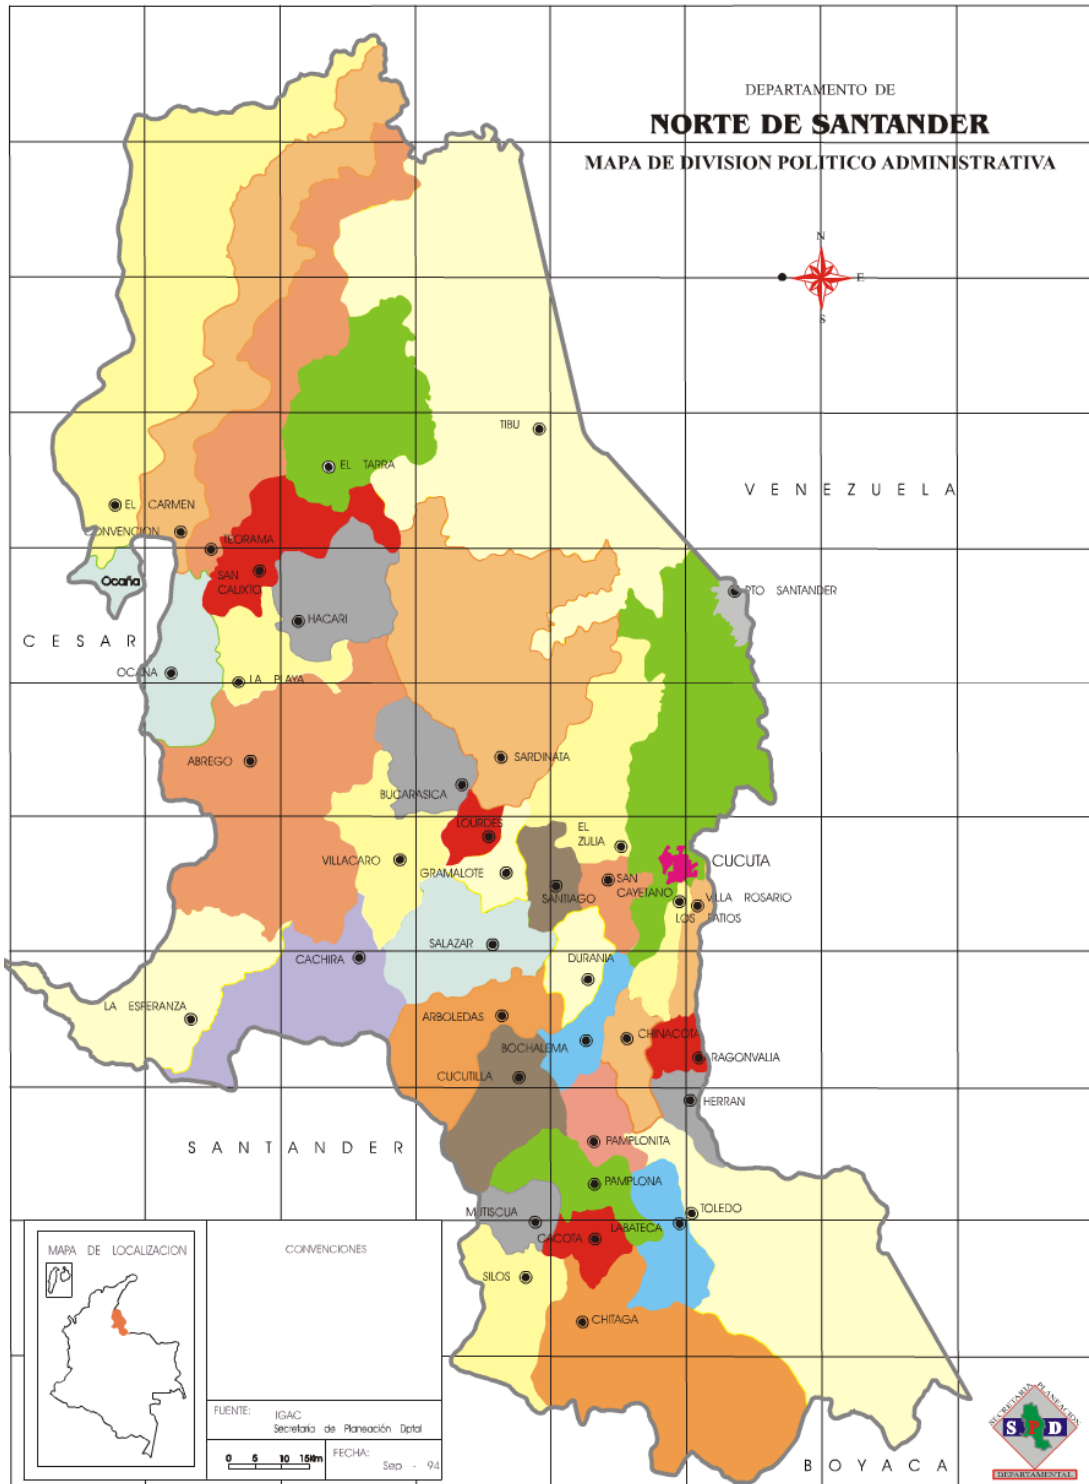 DEPARTAMENTO DE
NORTE DE SANTANDER
MAPA DE DIVISION POLITICO ADMINISTRATIVA
N
E
S
TIBU
EL TARRA
VENEZUELA
EL CARMEN
CONVENCION
TEORAMA
SAN
CALIXTO
Ocaña
PTO SANTANDER
HACARI
CESAR
OCAÑA
LA PLAYA
ABREGO
SARDINATA
BUCARASICA
LOURDES
EL
ZULIA
VILLACARO
GRAMALOTE
CUCUTA
SAN
CAYETANO
SANTIAGO
VILLA ROSARIO
LOS PATIOS
SALAZAR
CACHIRA
DURANIA
LA ESPERANZA
ARBOLEDAS
CHINACOTA
BOCHALEMA
RAGONVALIA
CUCUTILLA
HERRAN
SANTANDER
PAMPLONITA
PAMPLONA
TOLEDO
MUTISCUA
LABATECA
CACOTA
SILOS
CHITAGA
MAPA DE LOCALIZACION
CONVENCIONES
FUENTE: IGAC
Secretaria de Planeación Dptal
0 5 10 15Km
FECHA:
Sep - 94
BOYACA
SECRETARIA PLANEACION
SPD
DEPARTAMENTAL